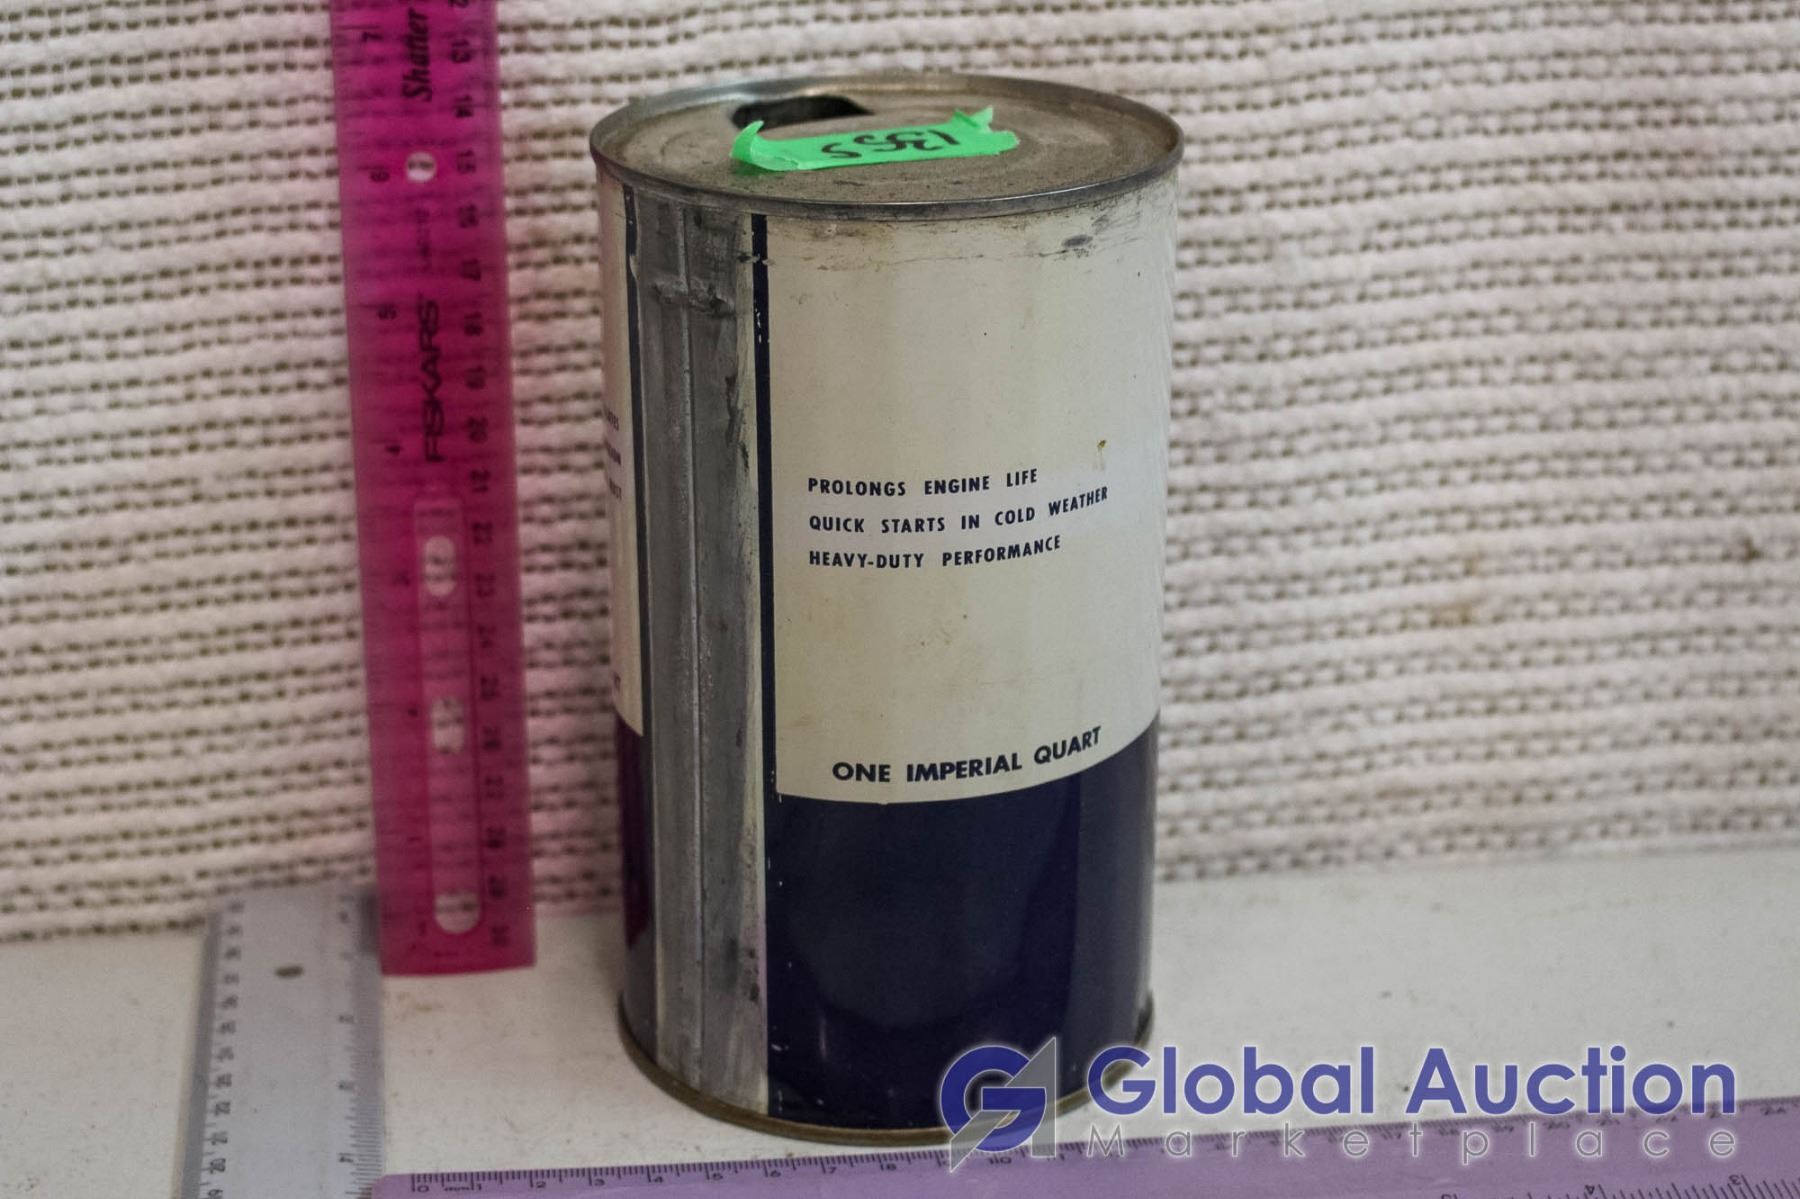 Shatter
FISKARS
1355
PROLONGS ENGINE LIFE
QUICK STARTS IN COLD WEATHER
HEAVY-DUTY PERFORMANCE
ONE IMPERIAL QUART
Global Auction
Marketplace